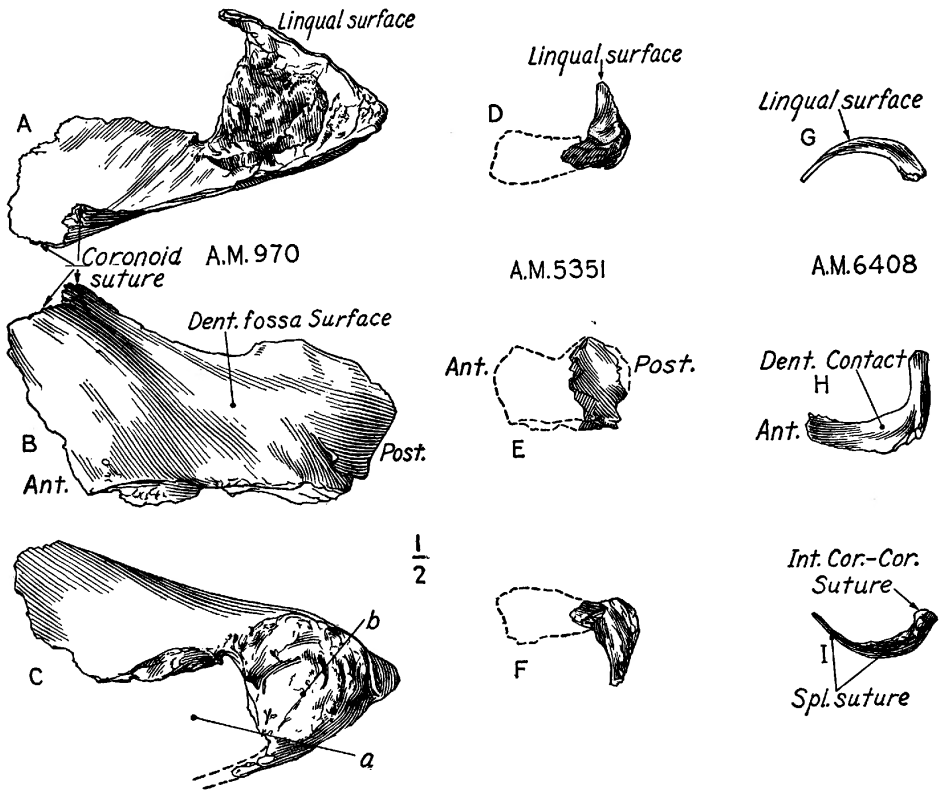 Lingual surface
A
Coronoid
suture
A.M. 970
Dent. fossa Surface
B
Ant.
Post.
C
1
2
b
a
Lingual surface
D
A.M. 5351
Ant.
Post.
E
F
Lingual surface
G
A.M. 6408
Dent. Contact
H
Ant.
Int. Cor.-Cor.
Suture
I
Spl. suture